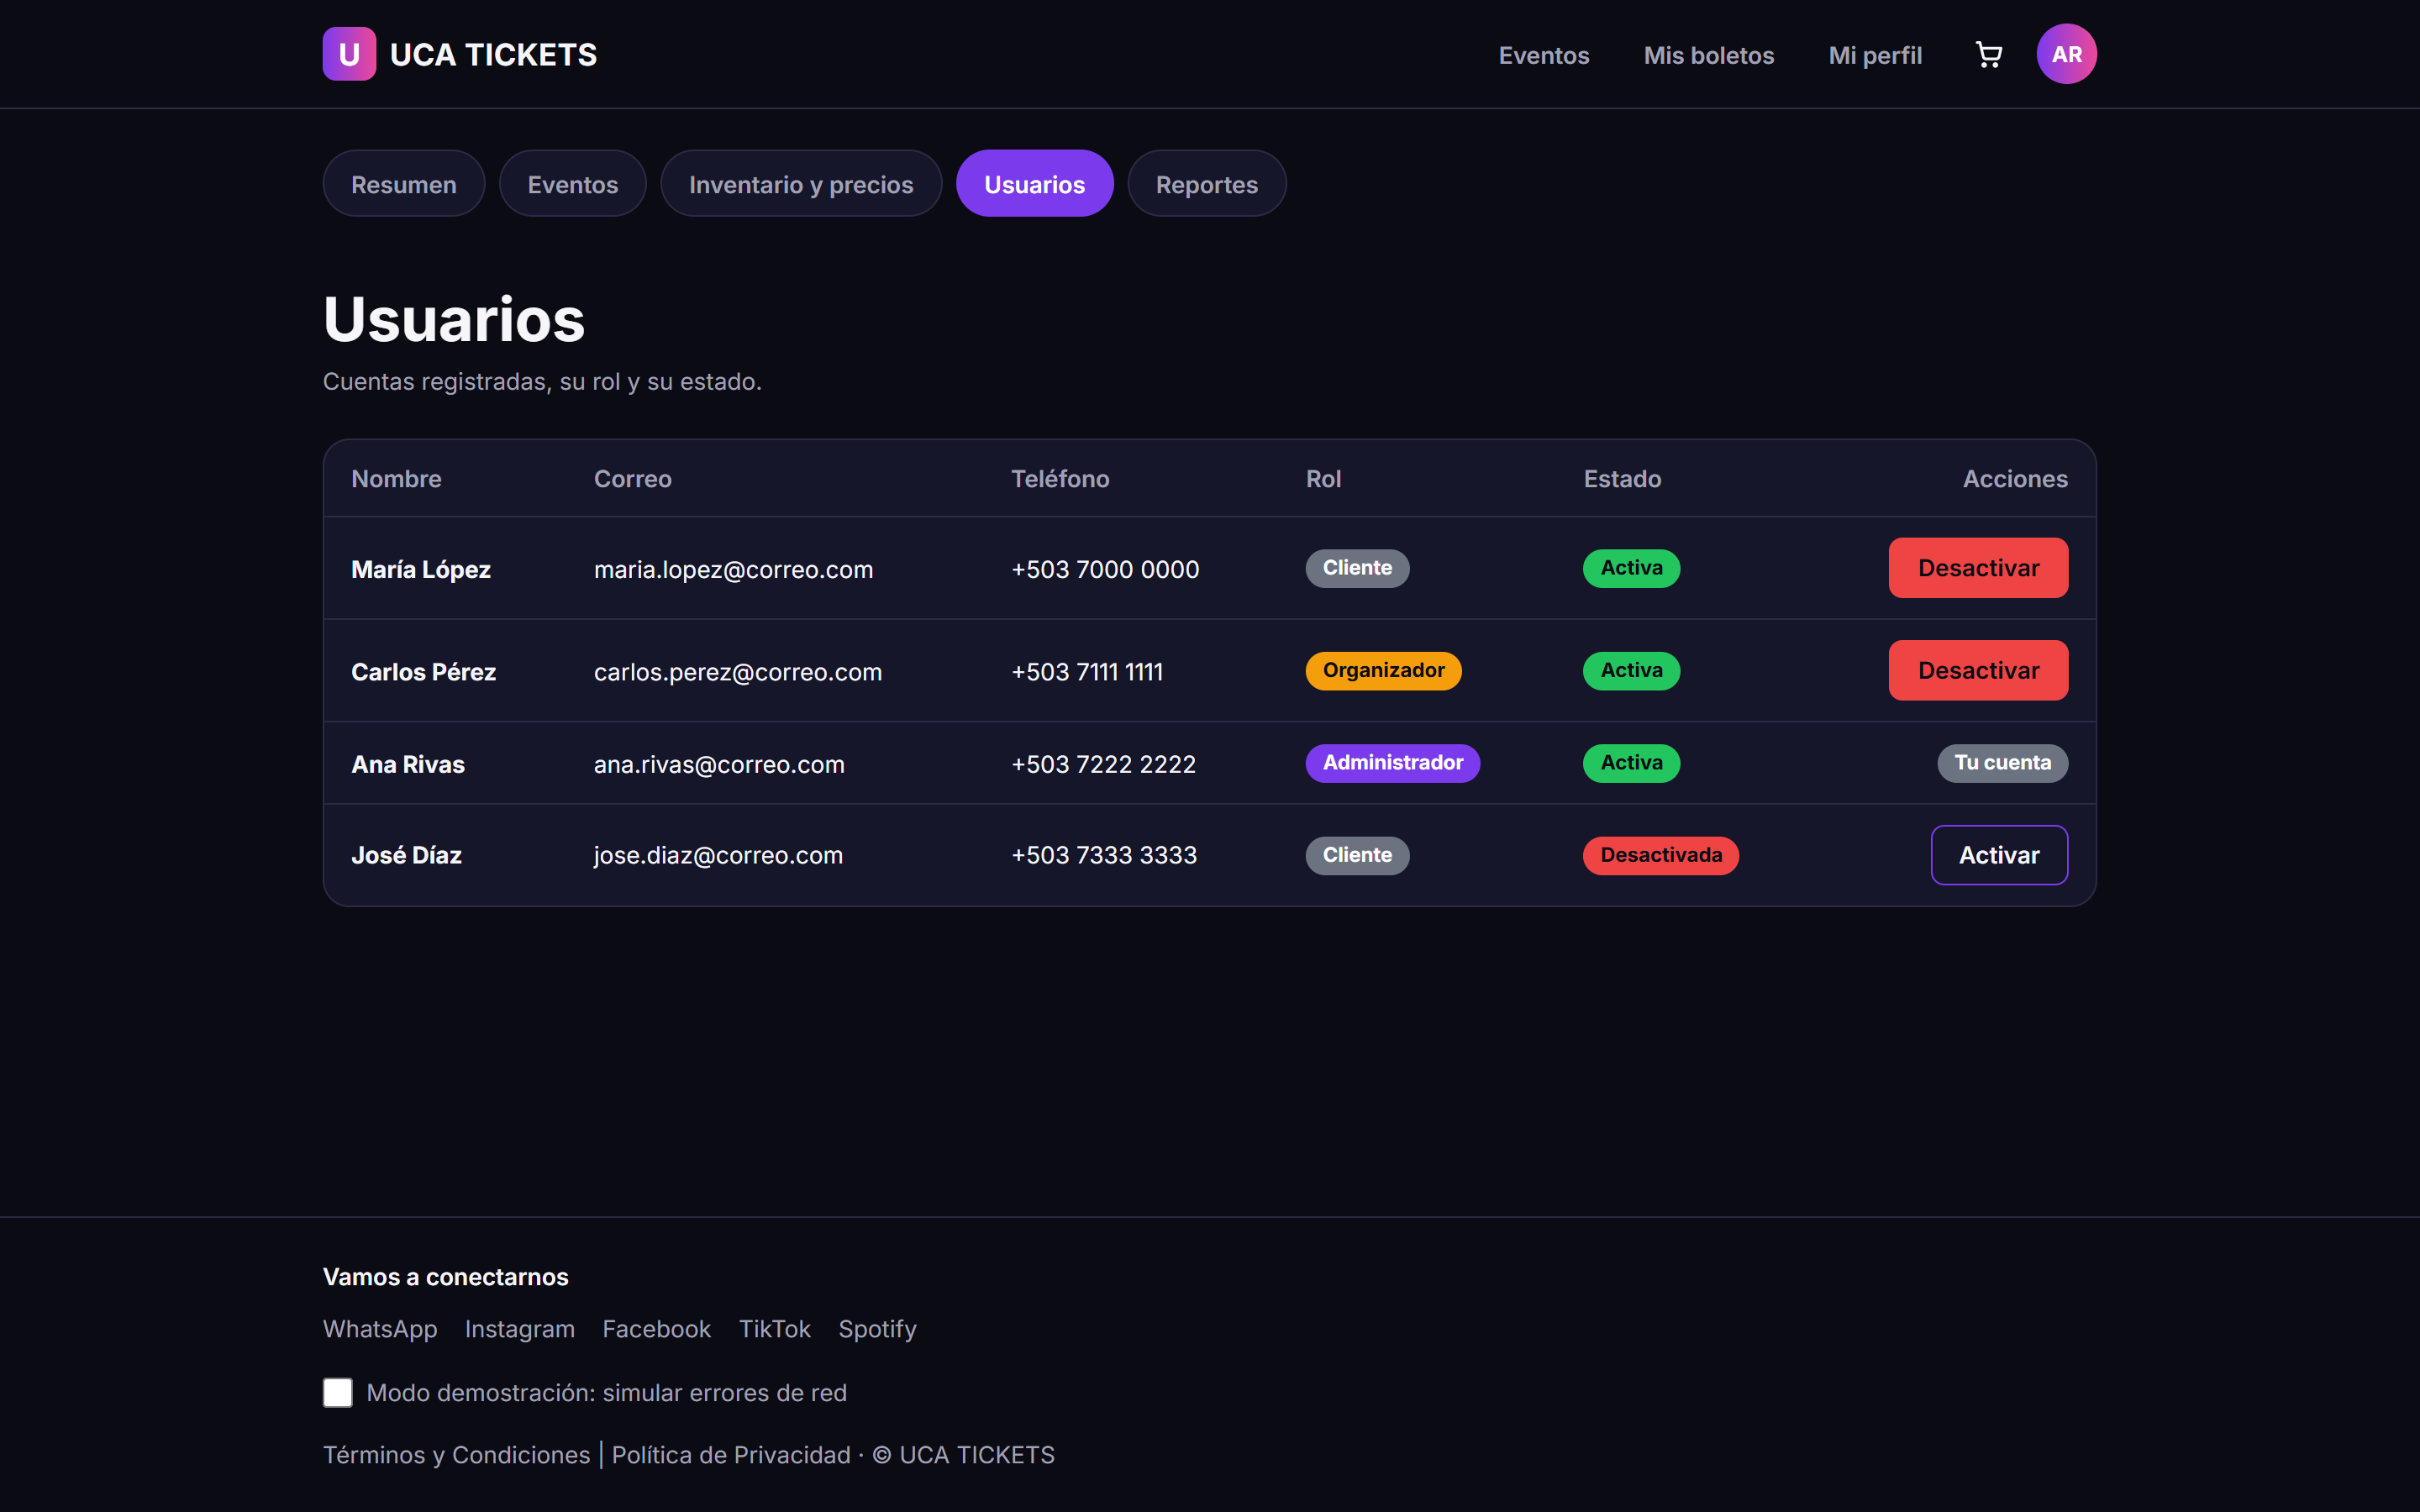 U UCA TICKETS Eventos Mis boletos Mi perfil AR
Resumen Eventos Inventario y precios Usuarios Reportes
Usuarios
Cuentas registradas, su rol y su estado.
Nombre Correo Teléfono Rol Estado Acciones
María López maria.lopez@correo.com +503 7000 0000 Cliente Activa Desactivar
Carlos Pérez carlos.perez@correo.com +503 7111 1111 Organizador Activa Desactivar
Ana Rivas ana.rivas@correo.com +503 7222 2222 Administrador Activa Tu cuenta
José Díaz jose.diaz@correo.com +503 7333 3333 Cliente Desactivada Activar
Vamos a conectarnos
WhatsApp Instagram Facebook TikTok Spotify
Modo demostración: simular errores de red
Términos y Condiciones | Política de Privacidad · © UCA TICKETS